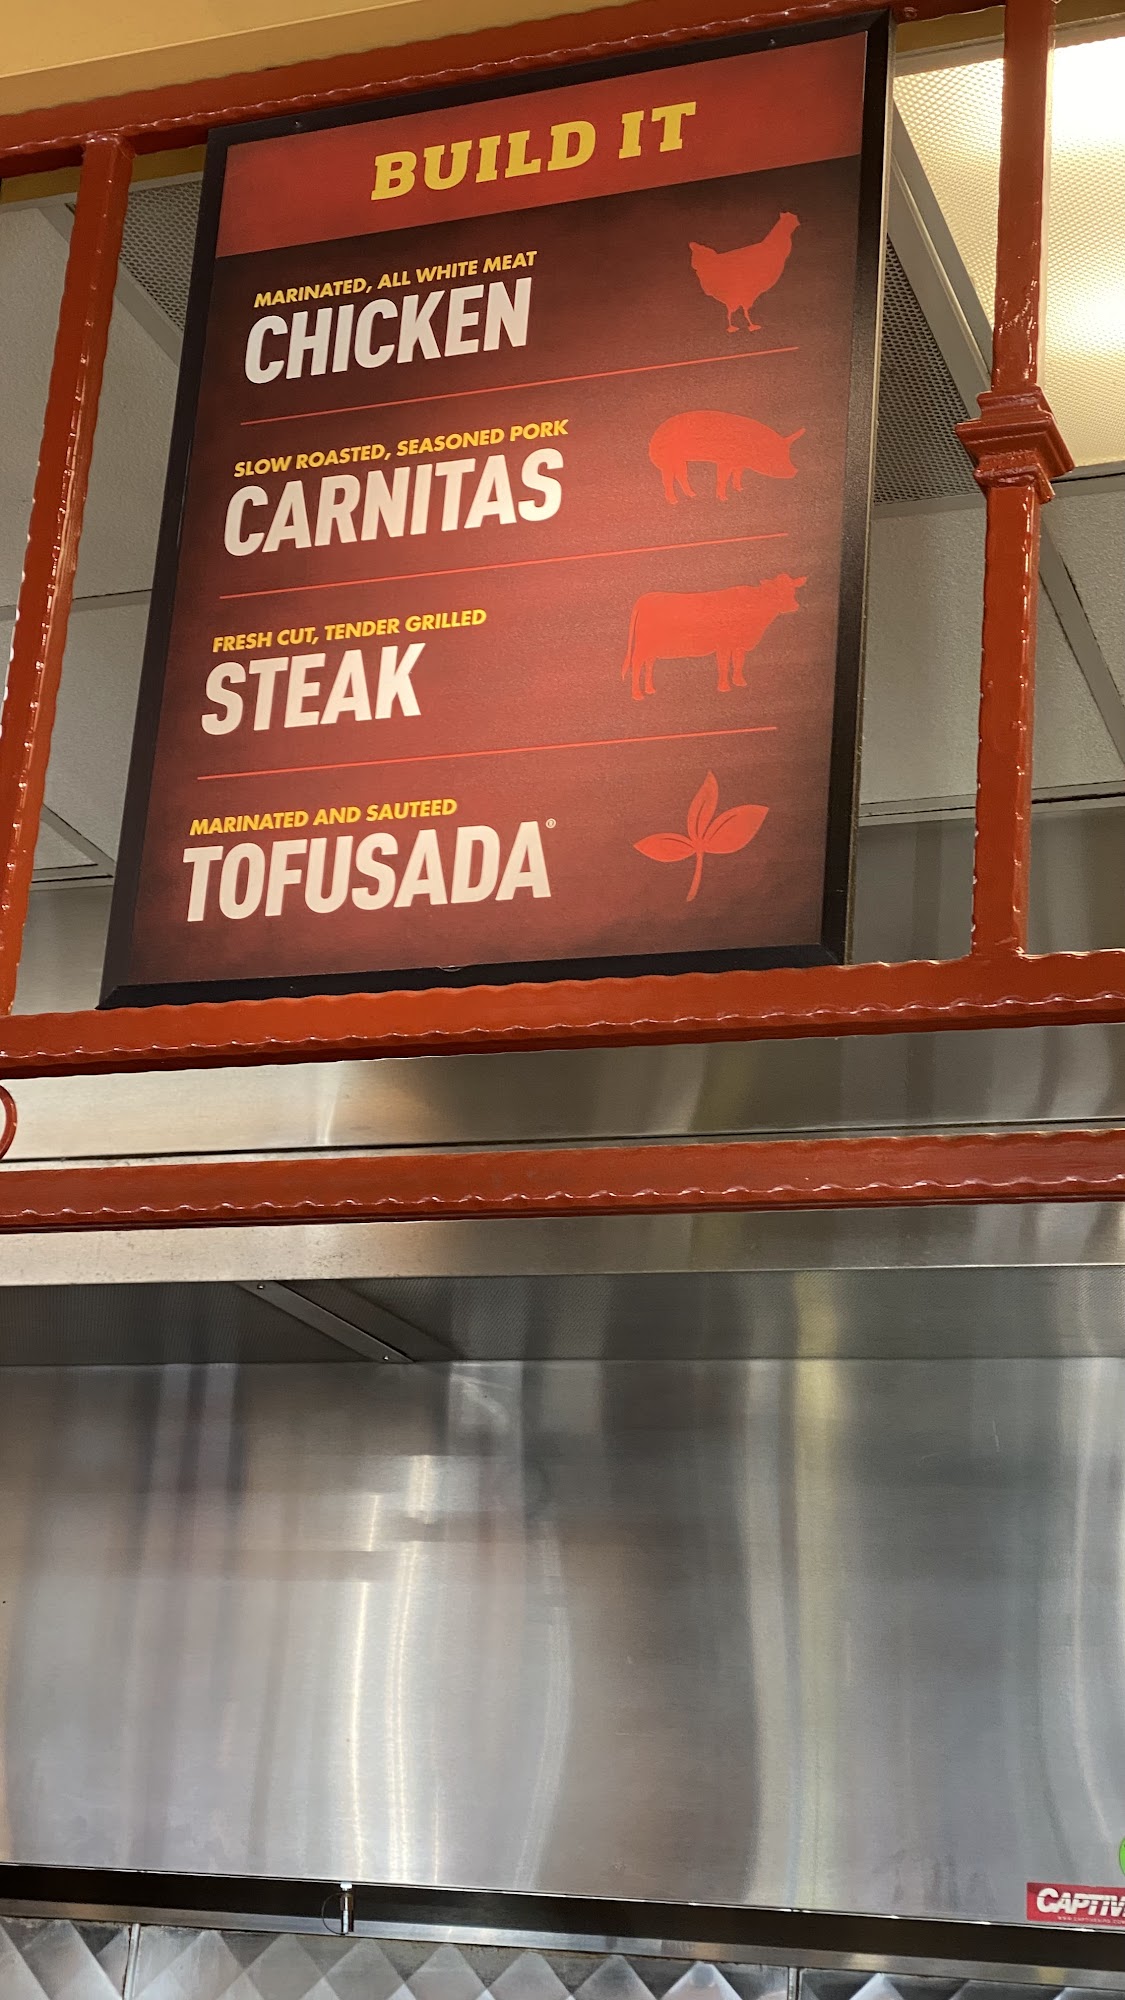 BUILD IT
MARINATED, ALL WHITE MEAT
CHICKEN
SLOW ROASTED, SEASONED PORK
CARNITAS
FRESH CUT, TENDER GRILLED
STEAK
MARINATED AND SAUTEED
TOFUSADA®